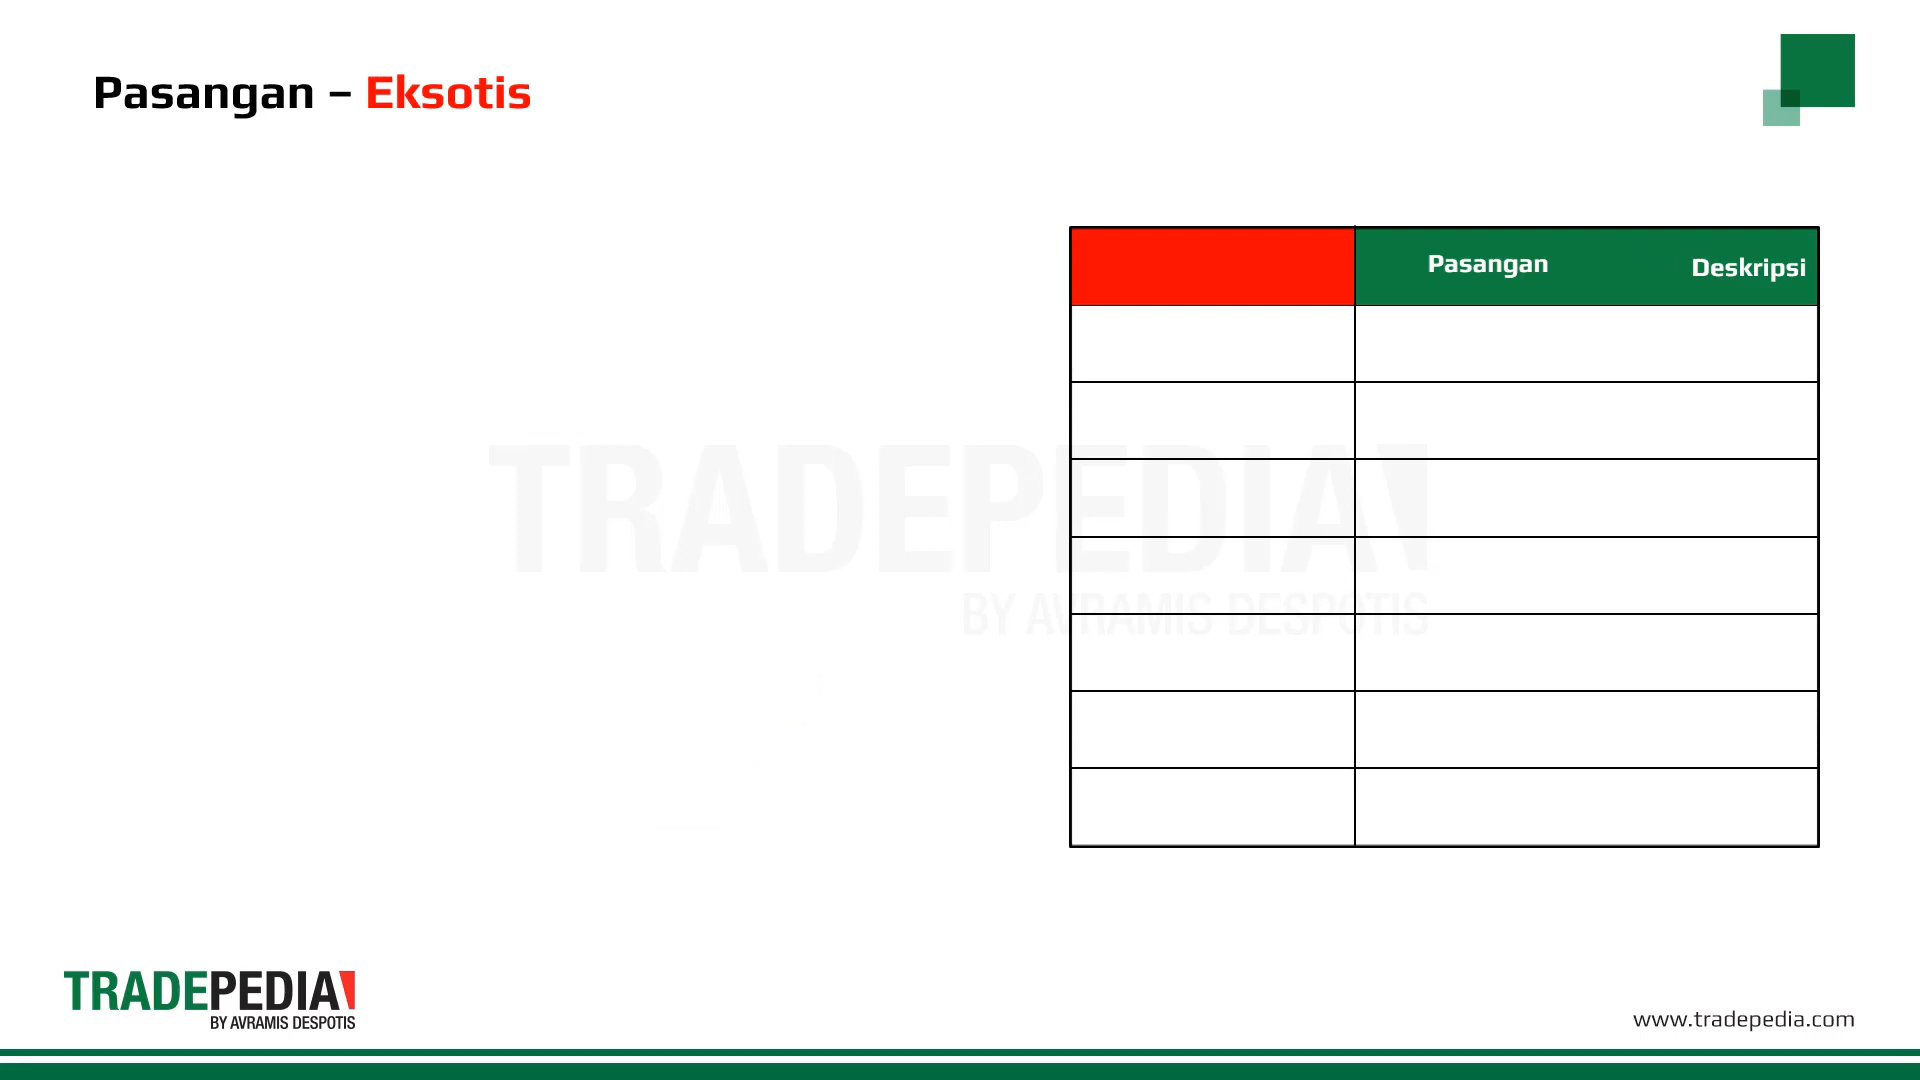 Pasangan – Eksotis
Pasangan
Deskripsi
TRADEPEDIA
BY AVRAMIS DESPOTIS
TRADEPEDIA
BY AVRAMIS DESPOTIS
www.tradepedia.com